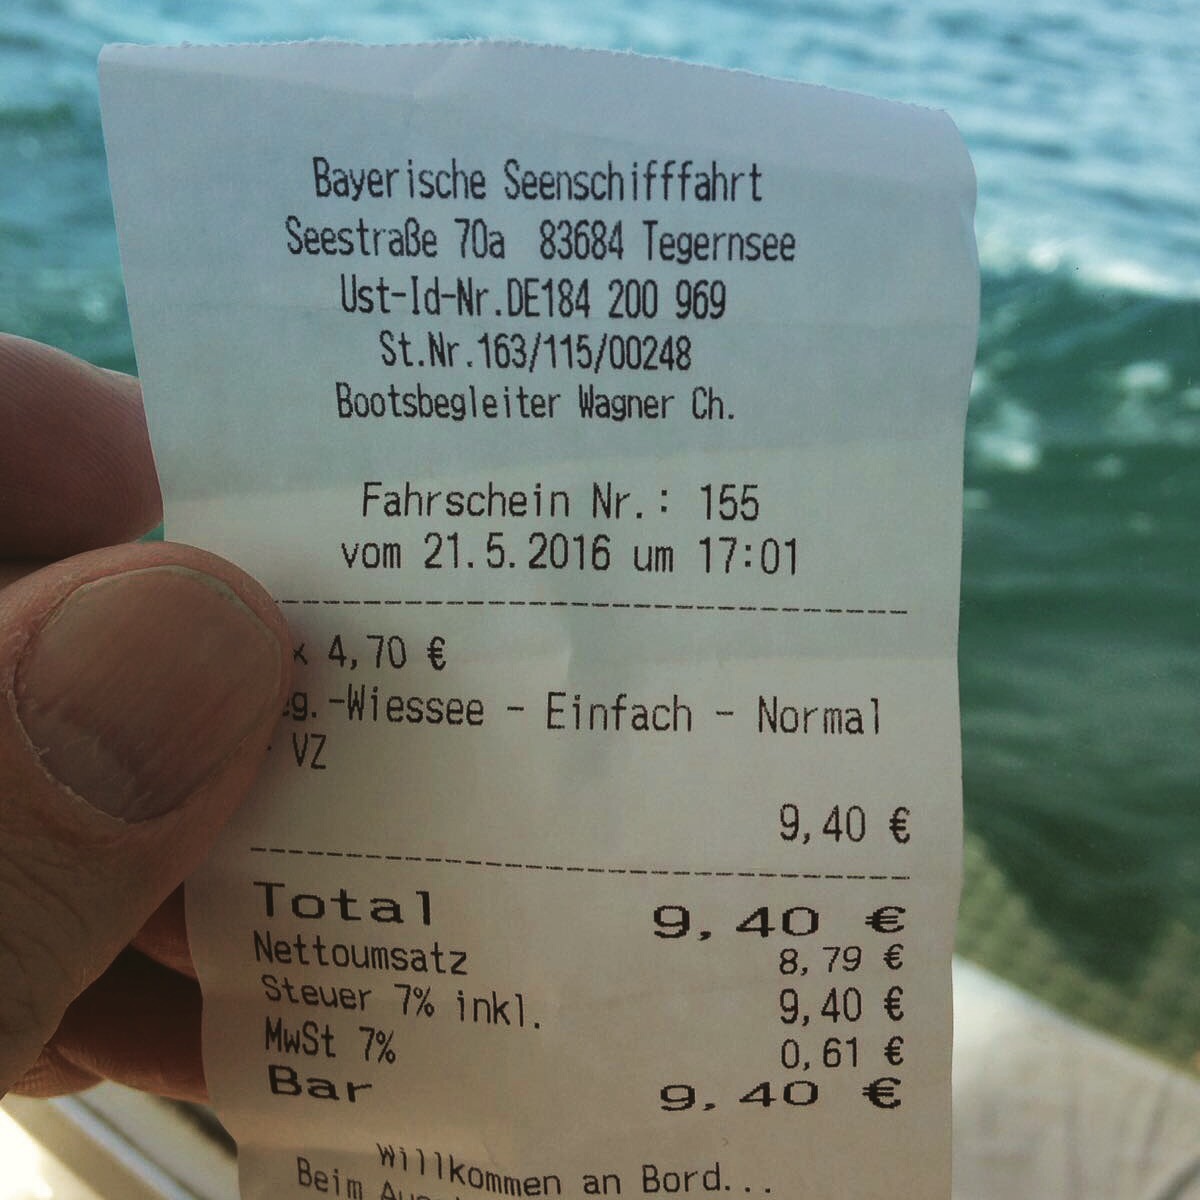 Bayerische Seenschifffahrt
Seestraße 70a 83684 Tegernsee
Ust-Id-Nr.DE184 200 969
St.Nr.163/115/00248
Bootsbegleiter Wagner Ch.
Fahrschein Nr.: 155
vom 21.5.2016 um 17:01
x 4,70 €
eg.-Wiessee - Einfach - Normal
VZ
9,40 €
Total 9,40 €
Nettoumsatz 8,79 €
Steuer 7% inkl. 9,40 €
MwSt 7% 0,61 €
Bar 9,40 €
Willkommen an Bord...
Beim